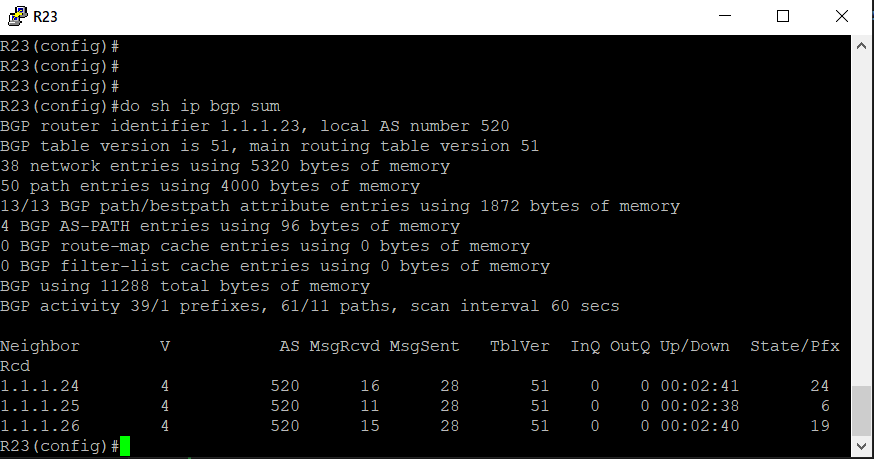 R23
R23(config)#
R23(config)#
R23(config)#
R23(config)#do sh ip bgp sum
BGP router identifier 1.1.1.23, local AS number 520
BGP table version is 51, main routing table version 51
38 network entries using 5320 bytes of memory
50 path entries using 4000 bytes of memory
13/13 BGP path/bestpath attribute entries using 1872 bytes of memory
4 BGP AS-PATH entries using 96 bytes of memory
0 BGP route-map cache entries using 0 bytes of memory
0 BGP filter-list cache entries using 0 bytes of memory
BGP using 11288 total bytes of memory
BGP activity 39/1 prefixes, 61/11 paths, scan interval 60 secs
Neighbor        V           AS MsgRcvd MsgSent   TblVer  InQ OutQ Up/Down  State/Pfx
Rcd
1.1.1.24        4          520      16      28       51    0    0 00:02:41       24
1.1.1.25        4          520      11      28       51    0    0 00:02:38        6
1.1.1.26        4          520      15      28       51    0    0 00:02:40       19
R23(config)#